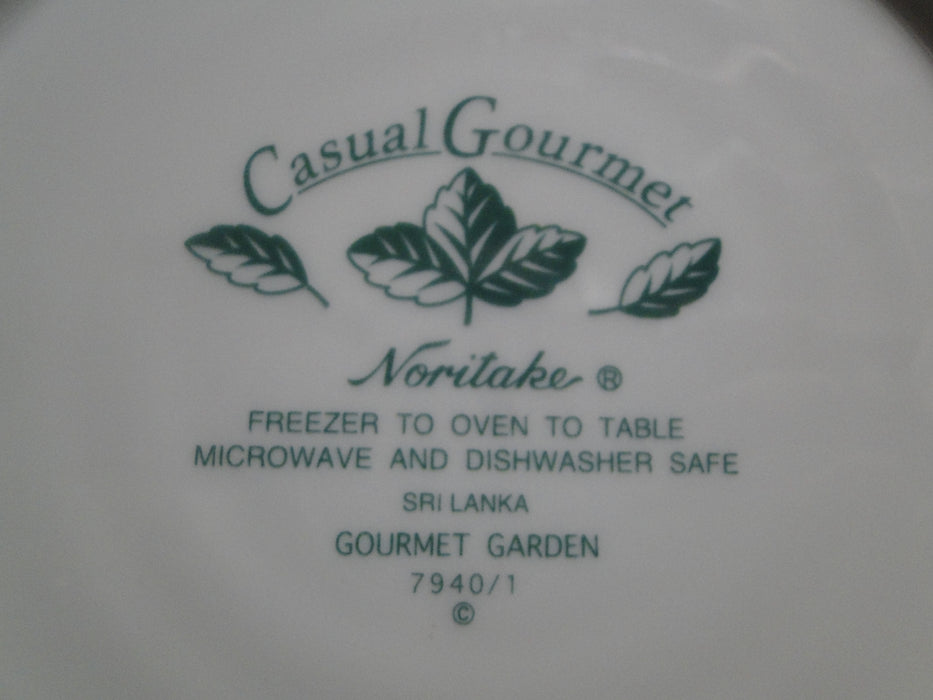 Casual Gourmet
Noritake ®
FREEZER TO OVEN TO TABLE
MICROWAVE AND DISHWASHER SAFE
SRI LANKA
GOURMET GARDEN
7940/1
©